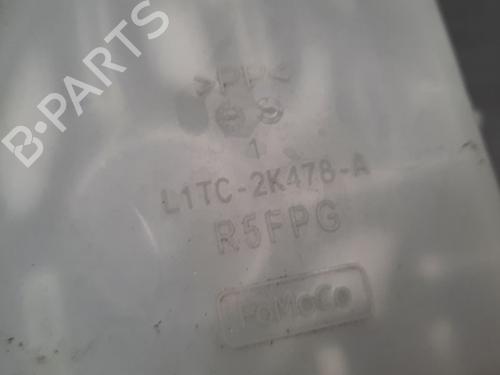 B-PARTS
>PP<
1
L1TC-2K478-A
R5FPG
FoMoCo